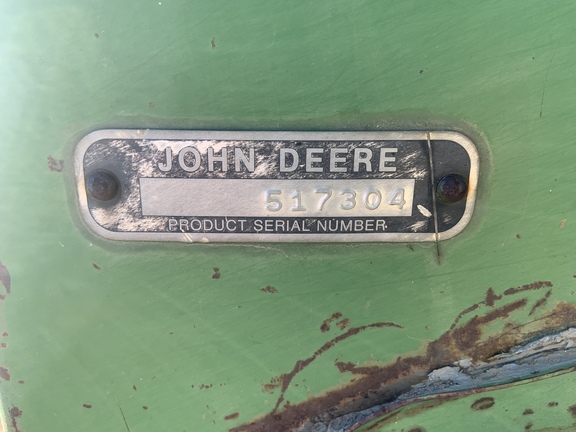 JOHN DEERE
517304
PRODUCT SERIAL NUMBER